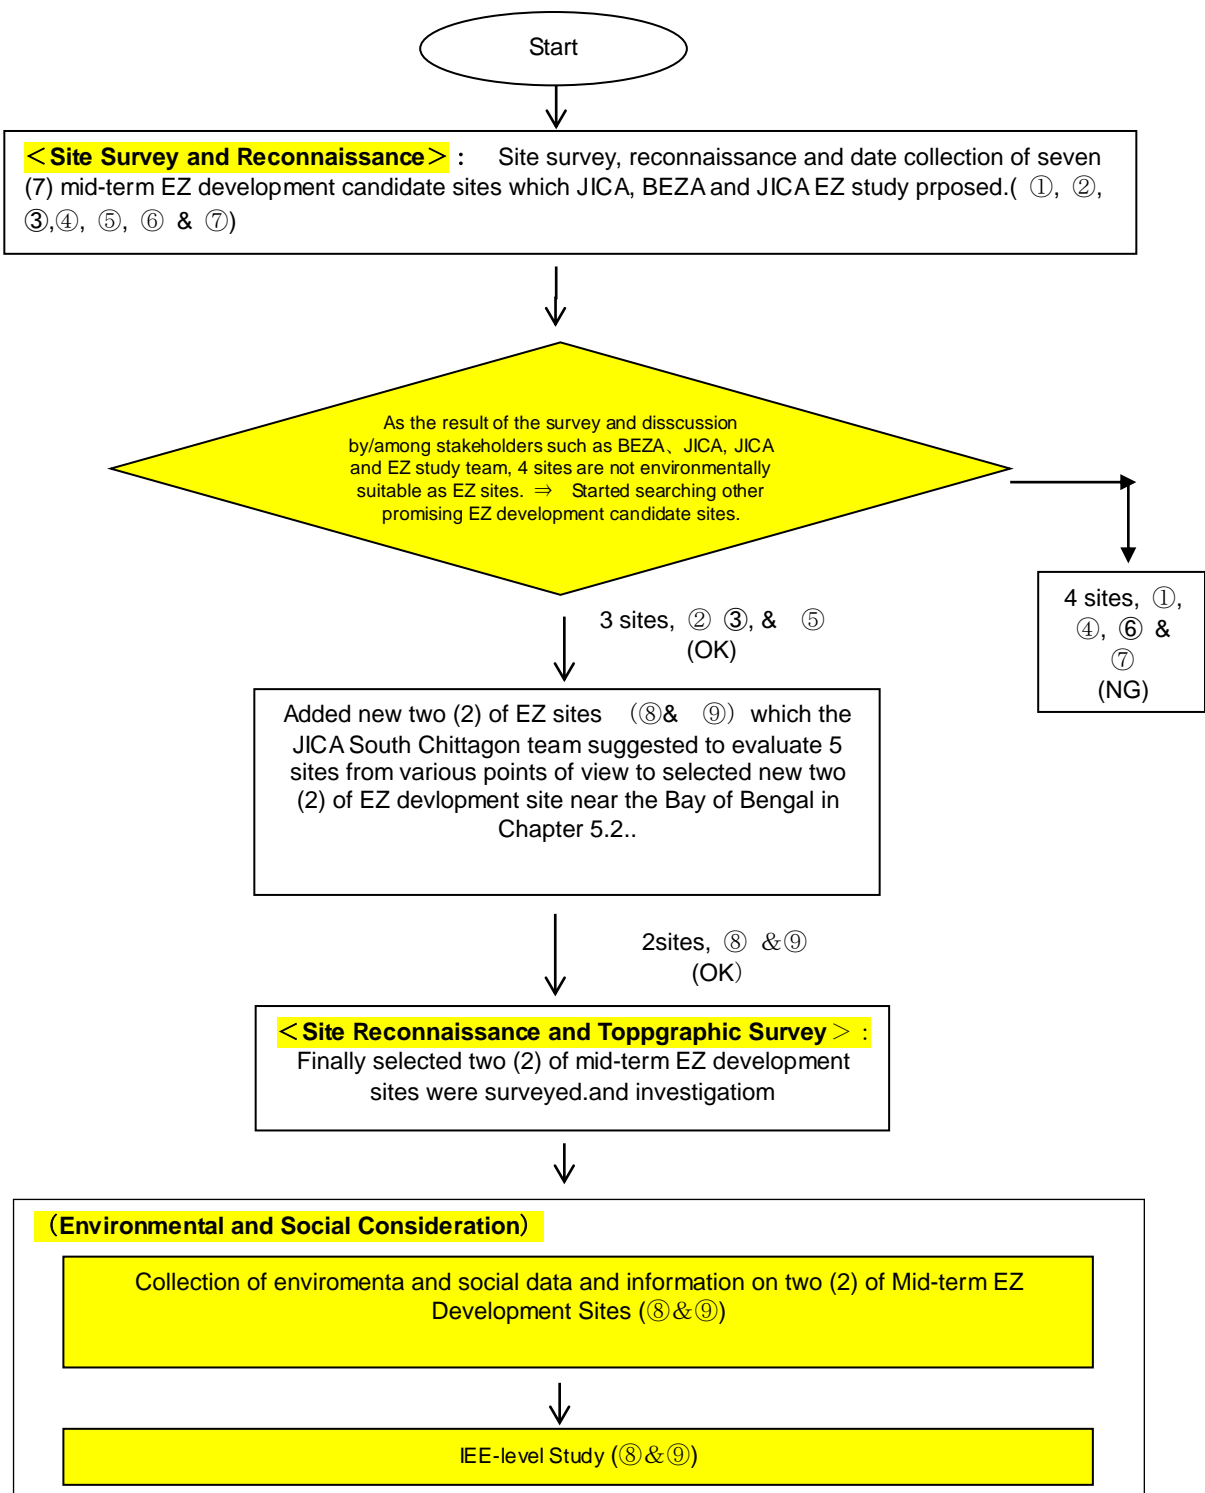 Start
＜Site Survey and Reconnaissance＞： Site survey, reconnaissance and date collection of seven
(7) mid-term EZ development candidate sites which JICA, BEZA and JICA EZ study prposed.( ①, ②,
③,④, ⑤, ⑥ & ⑦)
As the result of the survey and disscussion
by/among stakeholders such as BEZA、JICA, JICA
and EZ study team, 4 sites are not environmentally
suitable as EZ sites. ⇒ Started searching other
promising EZ development candidate sites.
4 sites, ①,
④, ⑥ &
⑦
(NG)
3 sites, ② ③, & ⑤
(OK)
Added new two (2) of EZ sites （⑧& ⑨）which the
JICA South Chittagon team suggested to evaluate 5
sites from various points of view to selected new two
(2) of EZ devlopment site near the Bay of Bengal in
Chapter 5.2..
2sites, ⑧ &⑨
(OK）
＜Site Reconnaissance and Toppgraphic Survey＞：
Finally selected two (2) of mid-term EZ development
sites were surveyed.and investigatiom
（Environmental and Social Consideration）
Collection of enviromenta and social data and information on two (2) of Mid-term EZ
Development Sites (⑧&⑨)
IEE-level Study (⑧&⑨)